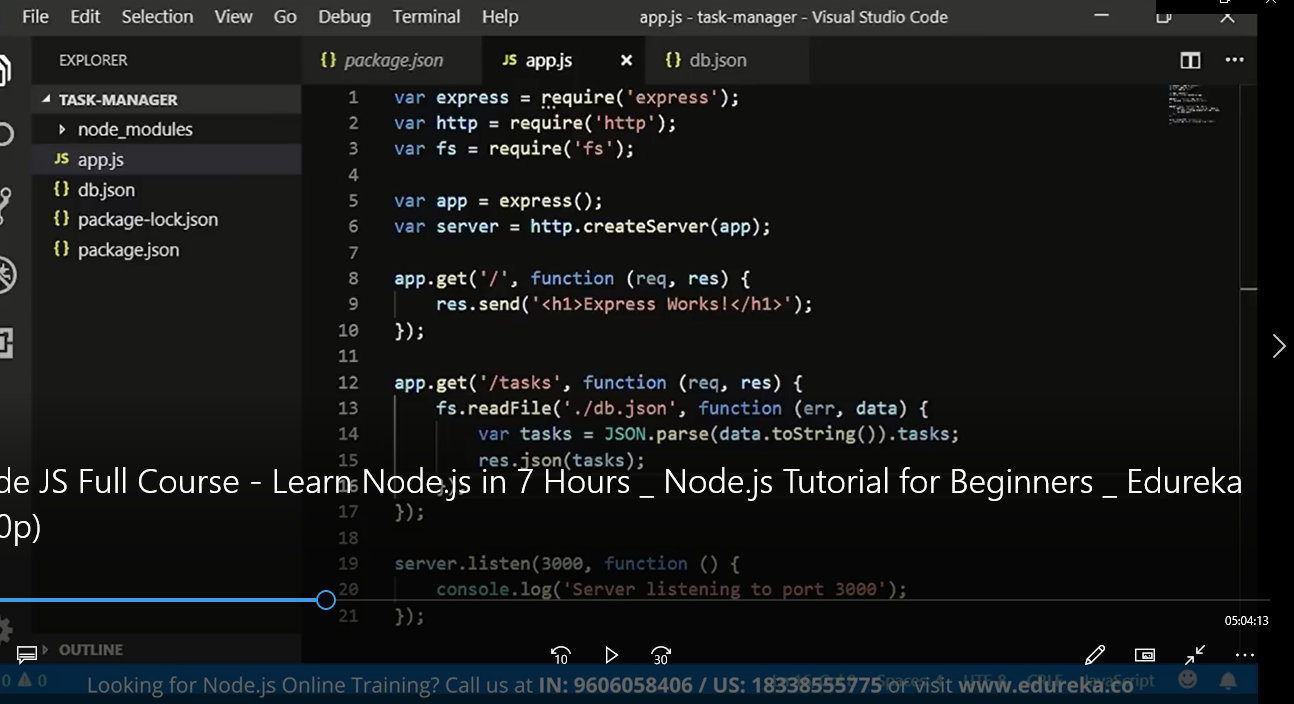 File Edit Selection View Go Debug Terminal Help app.js - task-manager - Visual Studio Code
EXPLORER
{} package.json JS app.js × {} db.json
TASK-MANAGER
node_modules
JS app.js
{} db.json
{} package-lock.json
{} package.json
1 var express = require('express');
2 var http = require('http');
3 var fs = require('fs');
4
5 var app = express();
6 var server = http.createServer(app);
7
8 app.get('/', function (req, res) {
9 res.send('<h1>Express Works!</h1>');
10 });
11
12 app.get('/tasks', function (req, res) {
13 fs.readFile('./db.json', function (err, data) {
14 var tasks = JSON.parse(data.toString()).tasks;
15 res.json(tasks);
16 });
de JS Full Course - Learn Node.js in 7 Hours _ Node.js Tutorial for Beginners _ Edureka
0p)
17 });
18
19 server.listen(3000, function () {
20 console.log('Server listening to port 3000');
21 });
05:04:13
OUTLINE
10 30
0 0
Looking for Node.js Online Training? Call us at IN: 9606058406 / US: 18338555775 or visit www.edureka.co